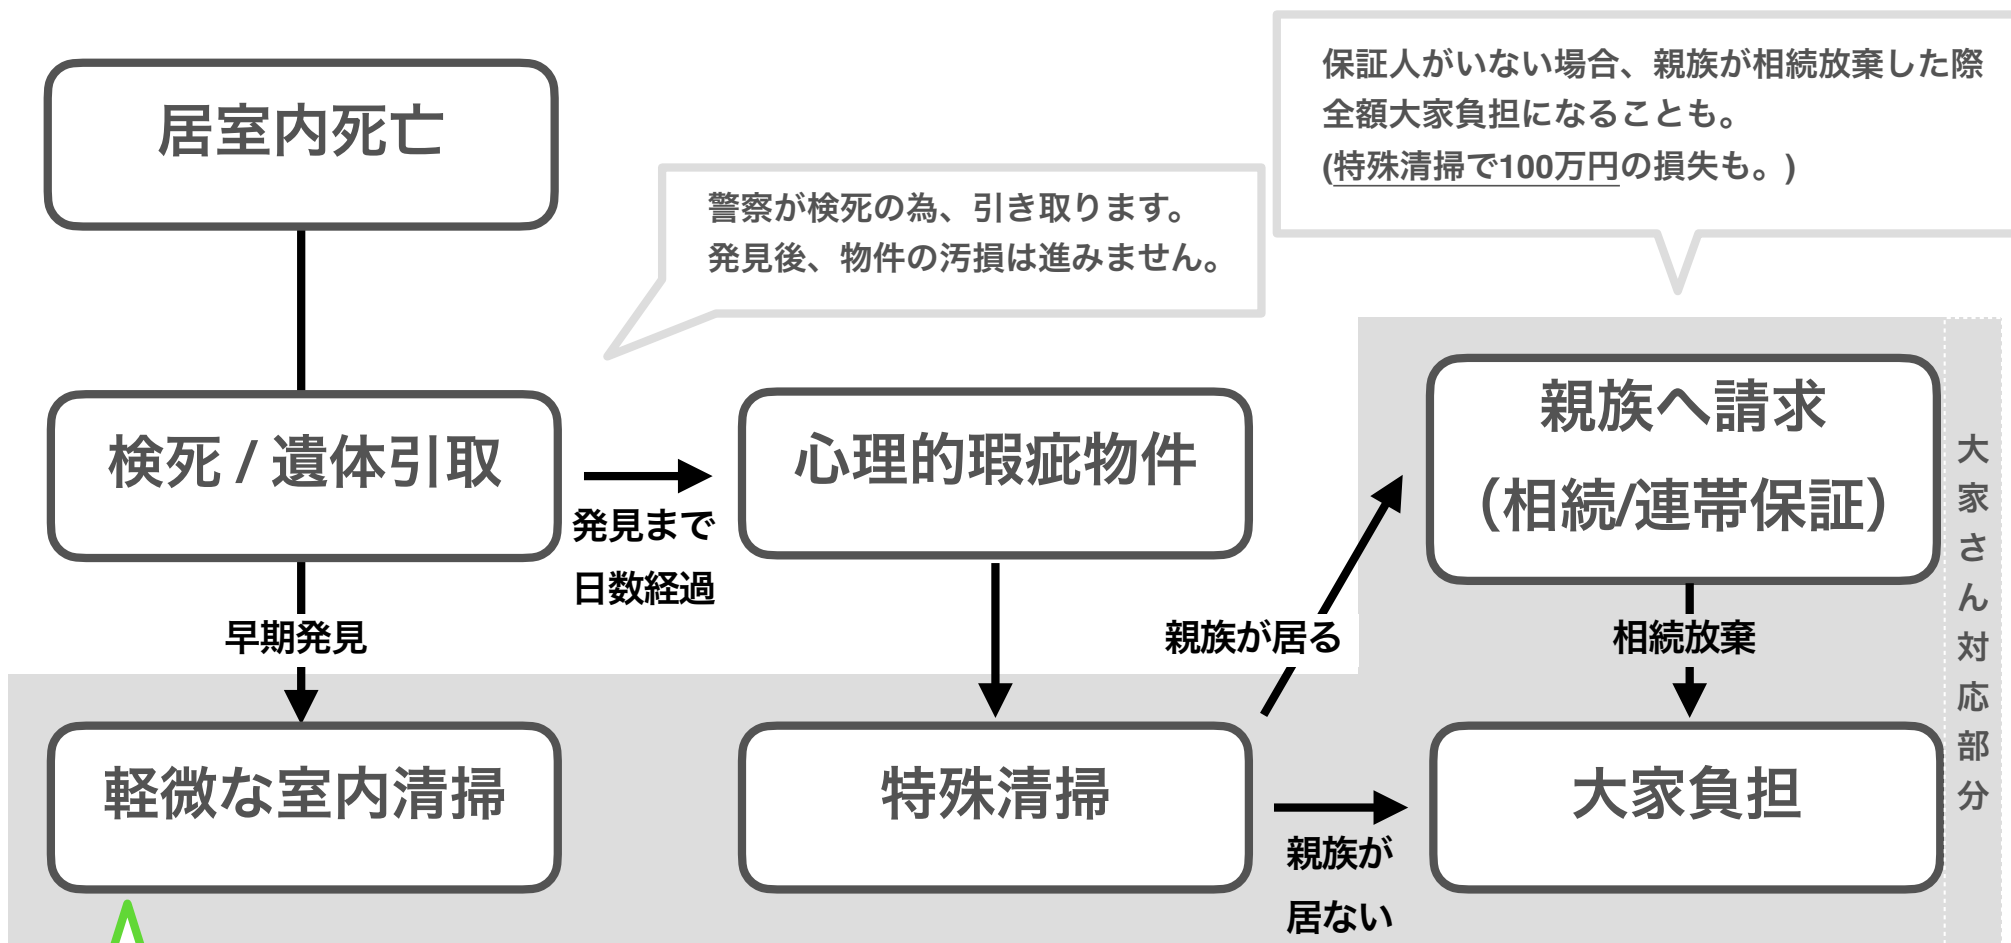 保証人がいない場合、親族が相続放棄した際
全額大家負担になることも。
(特殊清掃で100万円の損失も。)
居室内死亡
警察が検死の為、引き取ります。
発見後、物件の汚損は進みません。
検死 / 遺体引取
発見まで
日数経過
心理的瑕疵物件
親族へ請求
（相続/連帯保証）
早期発見
親族が居る
相続放棄
軽微な室内清掃
特殊清掃
親族が
居ない
大家負担
大家さん対応部分